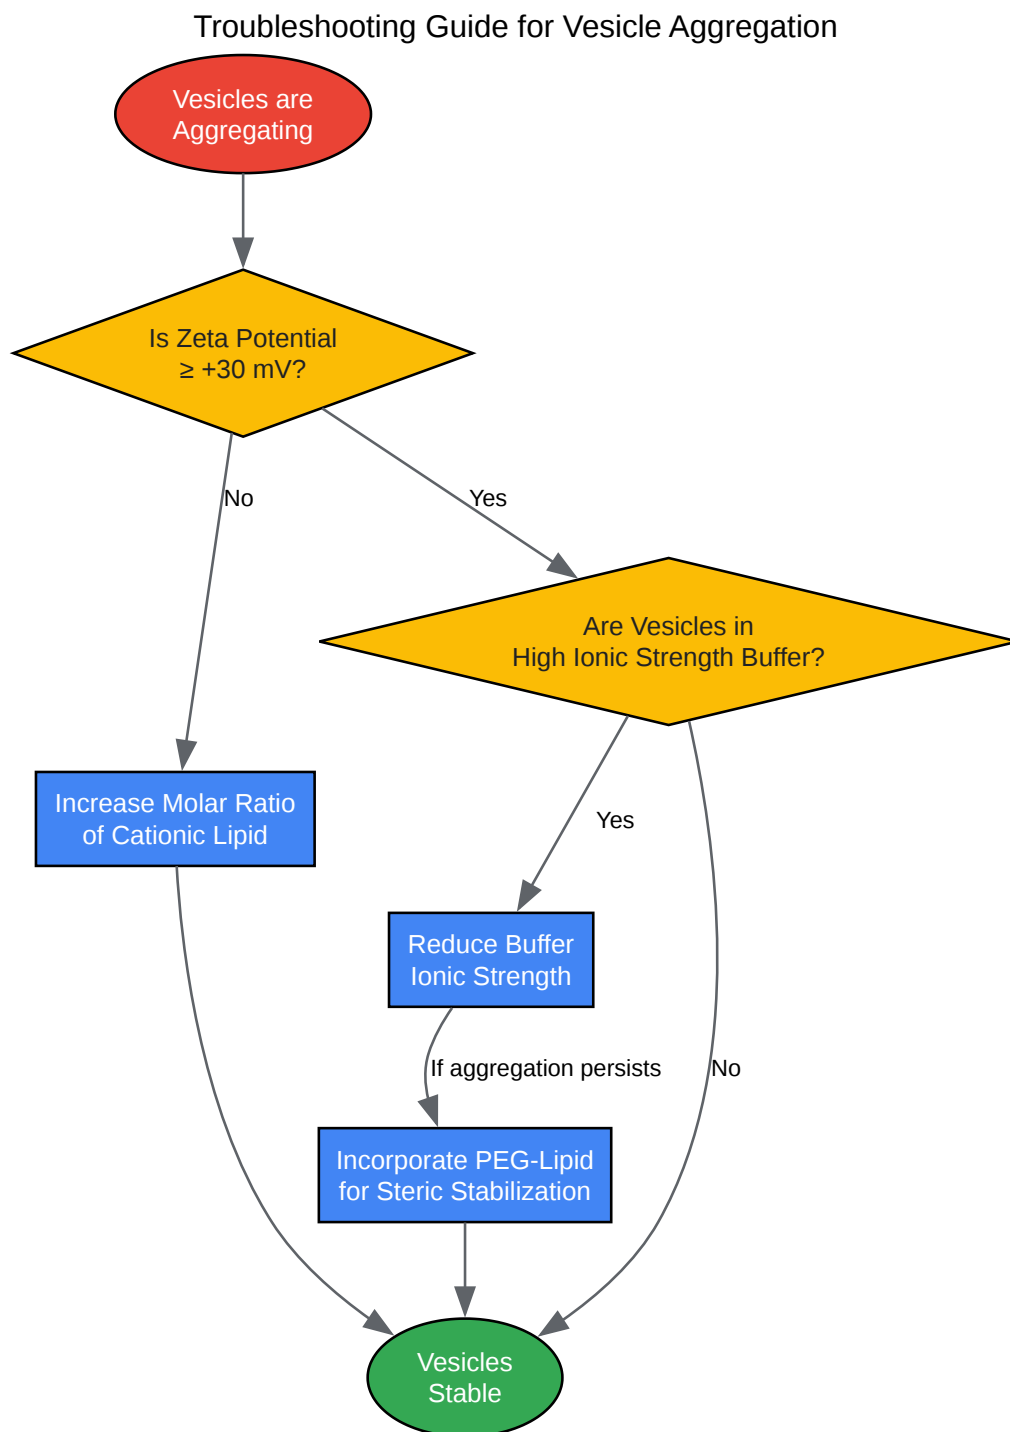 Troubleshooting Guide for Vesicle Aggregation
Vesicles are
Aggregating
Is Zeta Potential
≥ +30 mV?
No
Yes
Are Vesicles in
High Ionic Strength Buffer?
Increase Molar Ratio
of Cationic Lipid
Yes
Reduce Buffer
Ionic Strength
If aggregation persists
No
Incorporate PEG-Lipid
for Steric Stabilization
Vesicles
Stable